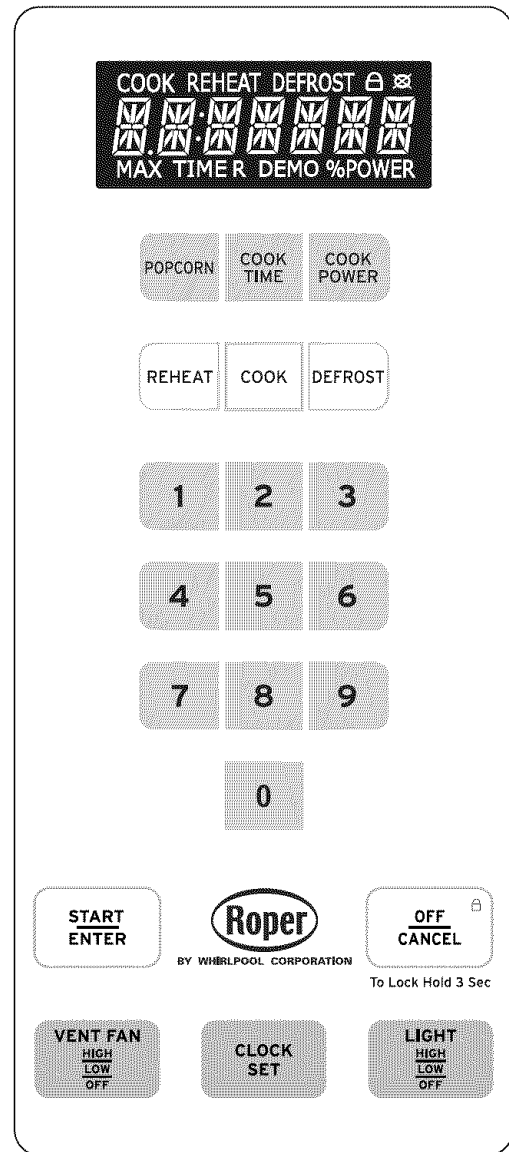 COOK REHEAT DEFROST
MAX TIMER DEMO %POWER
POPCORN
COOK
TIME
COOK
POWER
REHEAT
COOK
DEFROST
1 2 3
4 5 6
7 8 9
0
START
ENTER
Roper
BY WHIRLPOOL CORPORATION
OFF
CANCEL
To Lock Hold 3 Sec
VENT FAN
HIGH
LOW
OFF
CLOCK
SET
LIGHT
HIGH
LOW
OFF